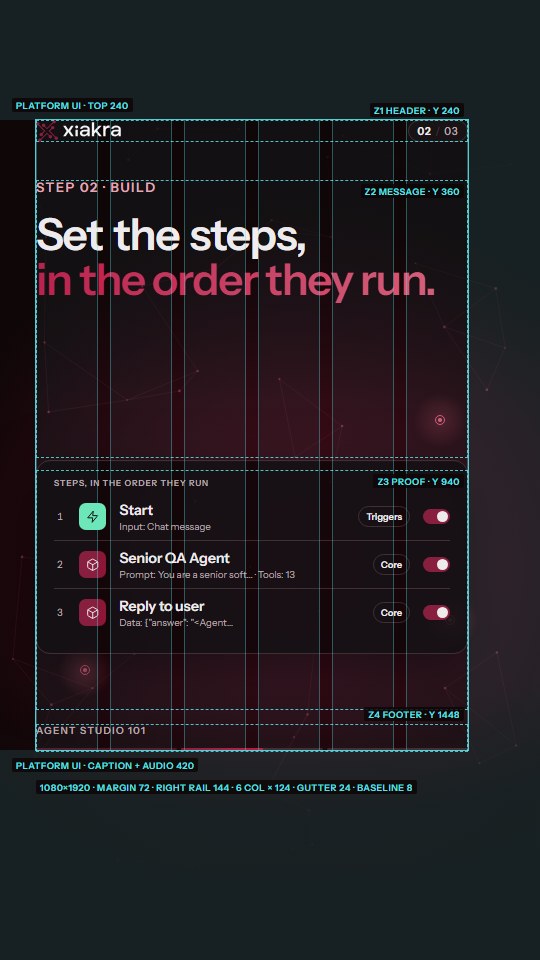 PLATFORM UI · TOP 240
Z1 HEADER · Y 240
xiakra
02 / 03
STEP 02 · BUILD
Z2 MESSAGE · Y 360
Set the steps,
in the order they run.
STEPS, IN THE ORDER THEY RUN
Z3 PROOF · Y 940
1
Start
Input: Chat message
Triggers
2
Senior QA Agent
Prompt: You are a senior soft... · Tools: 13
Core
3
Reply to user
Data: {"answer": "<Agent...
Core
Z4 FOOTER · Y 1448
AGENT STUDIO 101
PLATFORM UI · CAPTION + AUDIO 420
1080×1920 · MARGIN 72 · RIGHT RAIL 144 · 6 COL × 124 · GUTTER 24 · BASELINE 8